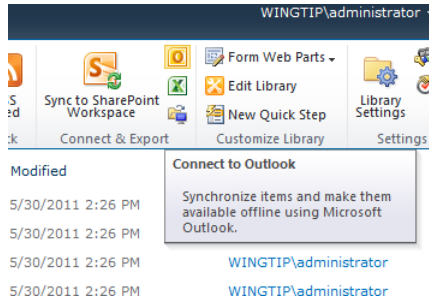 WINGTIP\administrator
Form Web Parts
Edit Library
New Quick Step
Sync to SharePoint
Workspace
Library
Settings
Connect & Export
Customize Library
Settings
Modified
Connect to Outlook
Synchronize items and make them
available offline using Microsoft
Outlook.
5/30/2011 2:26 PM
5/30/2011 2:26 PM
5/30/2011 2:26 PM WINGTIP\administrator
5/30/2011 2:26 PM WINGTIP\administrator